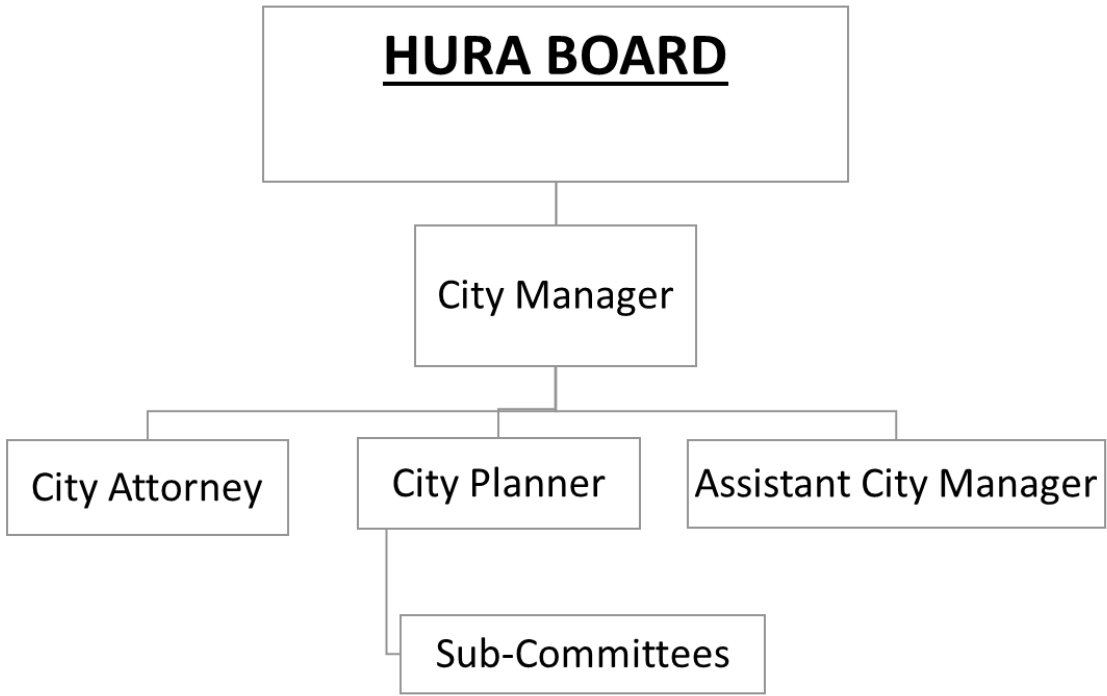 HURA BOARD
City Manager
City Attorney
City Planner
Assistant City Manager
Sub-Committees